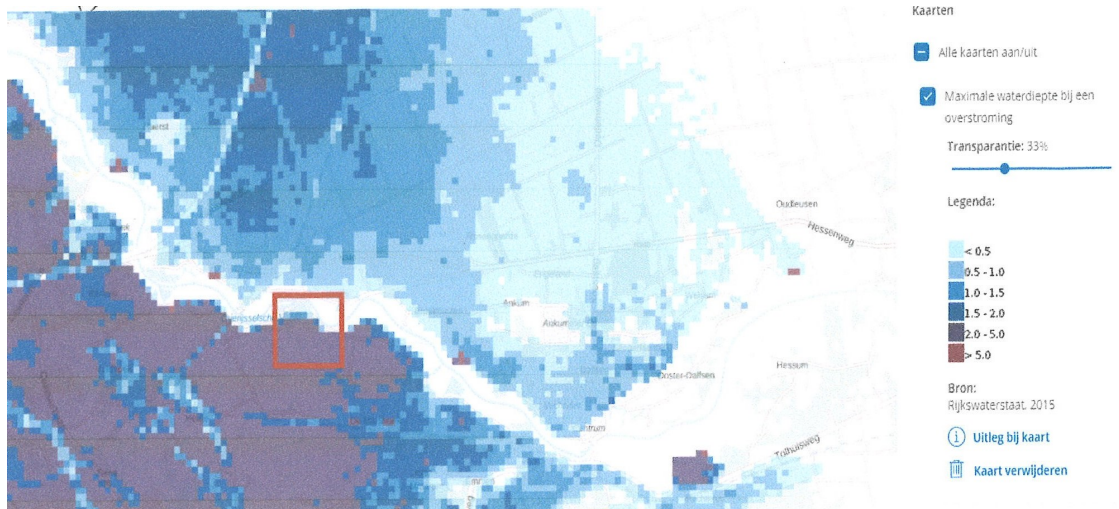 Kaarten
Alle kaarten aan/uit
Maximale waterdiepte bij een
overstroming
Transparantie: 33%
Legenda:
< 0.5
0.5 - 1.0
1.0 - 1.5
1.5 - 2.0
2.0 - 5.0
> 5.0
Bron:
Rijkswaterstaat, 2015
Uitleg bij kaart
Kaart verwijderen
Oudleusen
Hessenweg
Ankum
Ankum
Hessum
Tolhuisweg